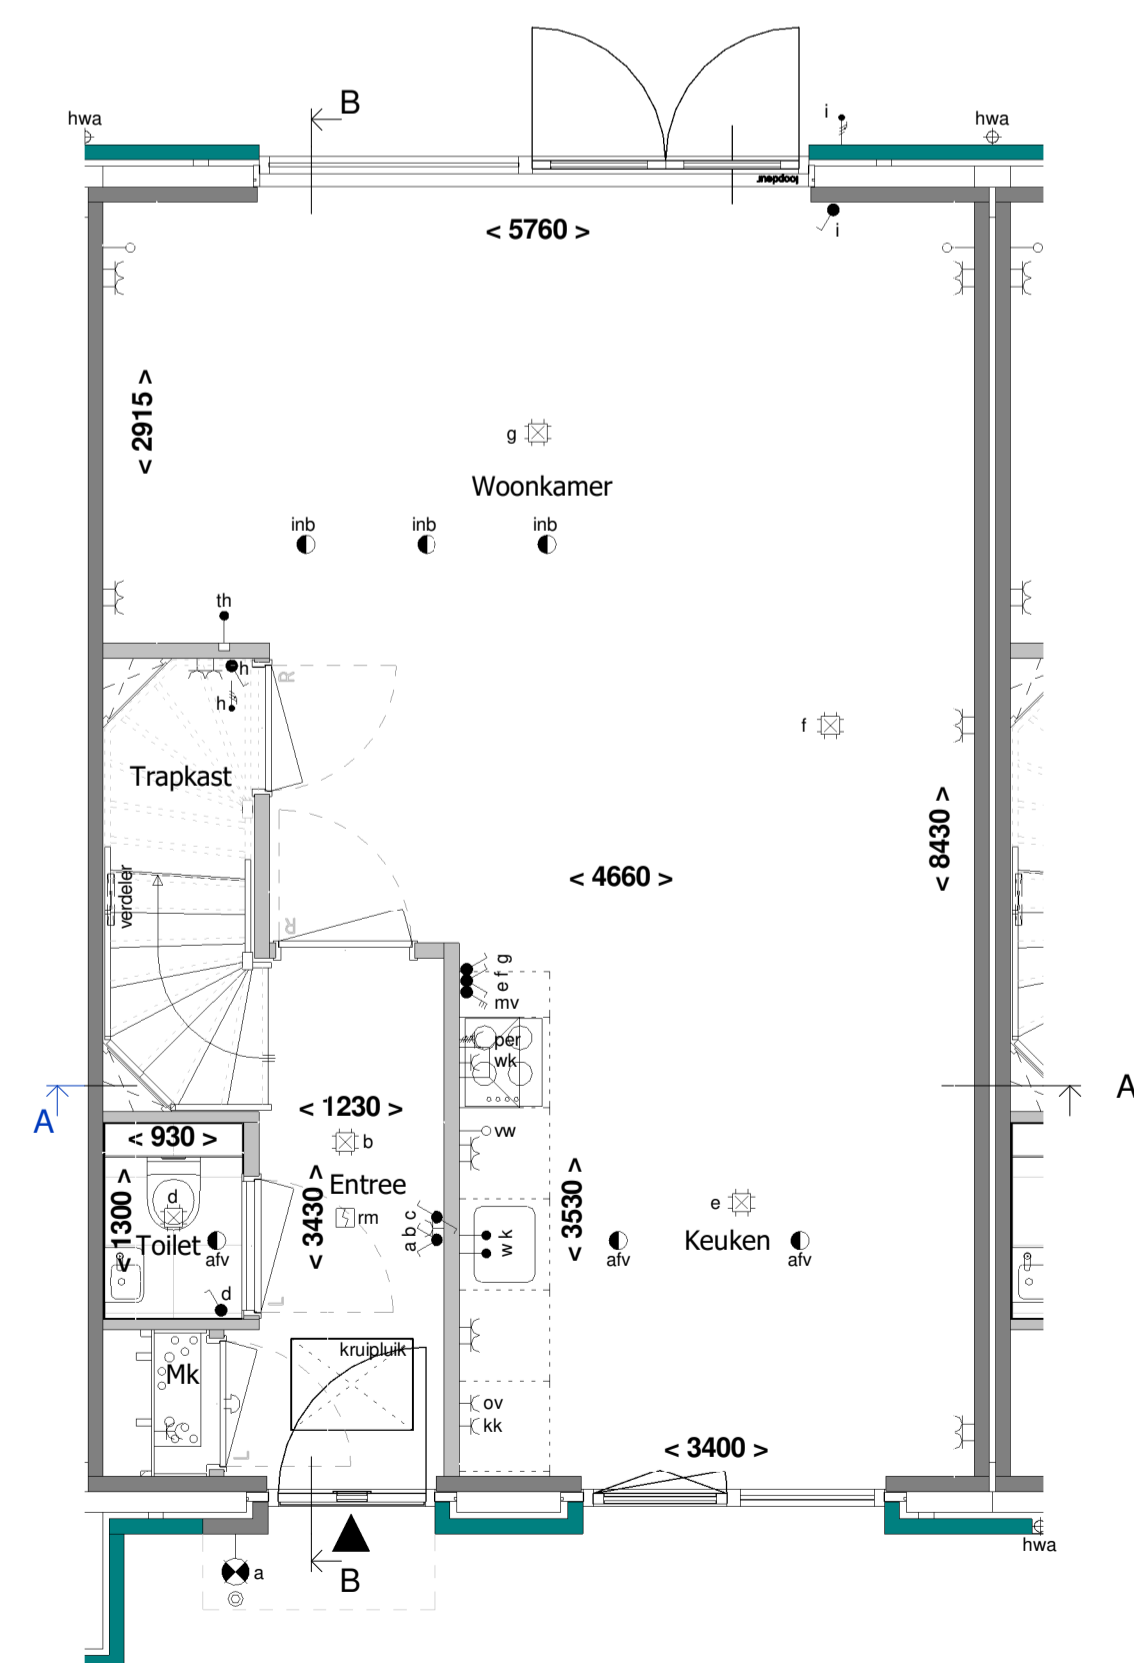 B
hwa
i
hwa
loopdeur
< 5760 >
i
< 2915 >
g
Woonkamer
inb
inb
inb
th
h
R
h
f
Trapkast
< 8430 >
verdeler
< 4660 >
R
g
f
e
mv
per
wk
A
A
< 1230 >
vw
< 930 >
b
d
< 1300 >
< 3430 >
Entree
rm
a b c
< 3530 >
e
wk
Toilet
afv
Keuken
afv
afv
d
L
kruipluik
Mk
ov
kk
L
< 3400 >
hwa
a
B